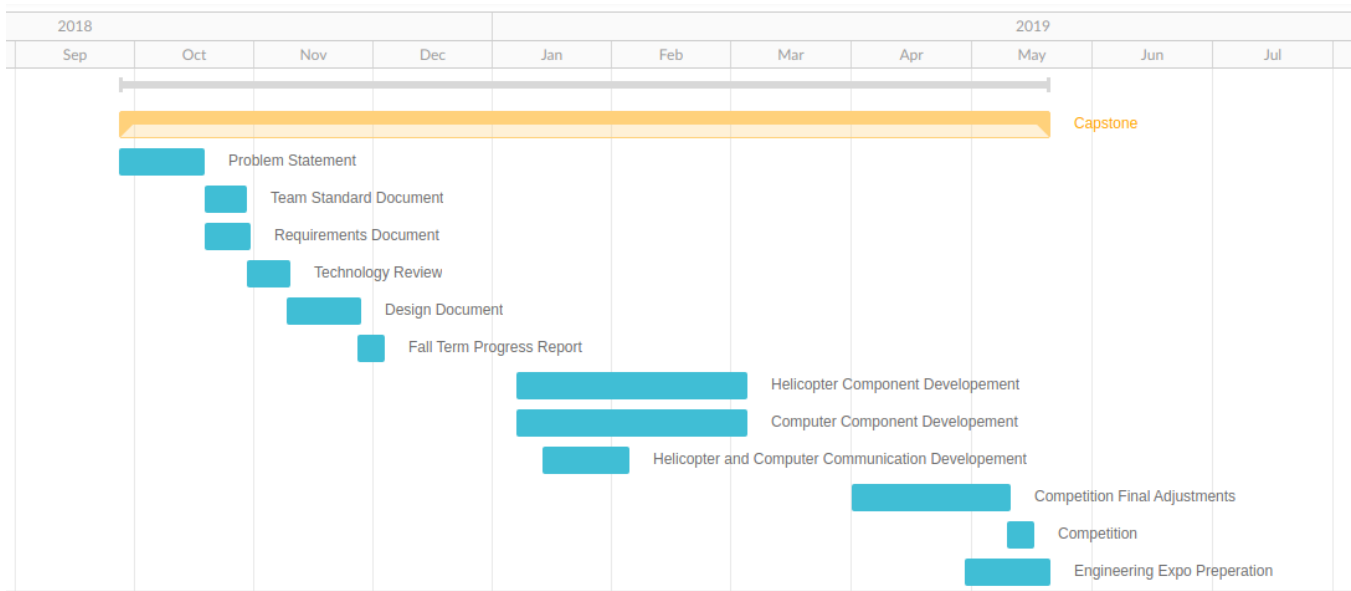 2018 2019
Sep Oct Nov Dec Jan Feb Mar Apr May Jun Jul
Capstone
Problem Statement
Team Standard Document
Requirements Document
Technology Review
Design Document
Fall Term Progress Report
Helicopter Component Developement
Computer Component Developement
Helicopter and Computer Communication Developement
Competition Final Adjustments
Competition
Engineering Expo Preperation